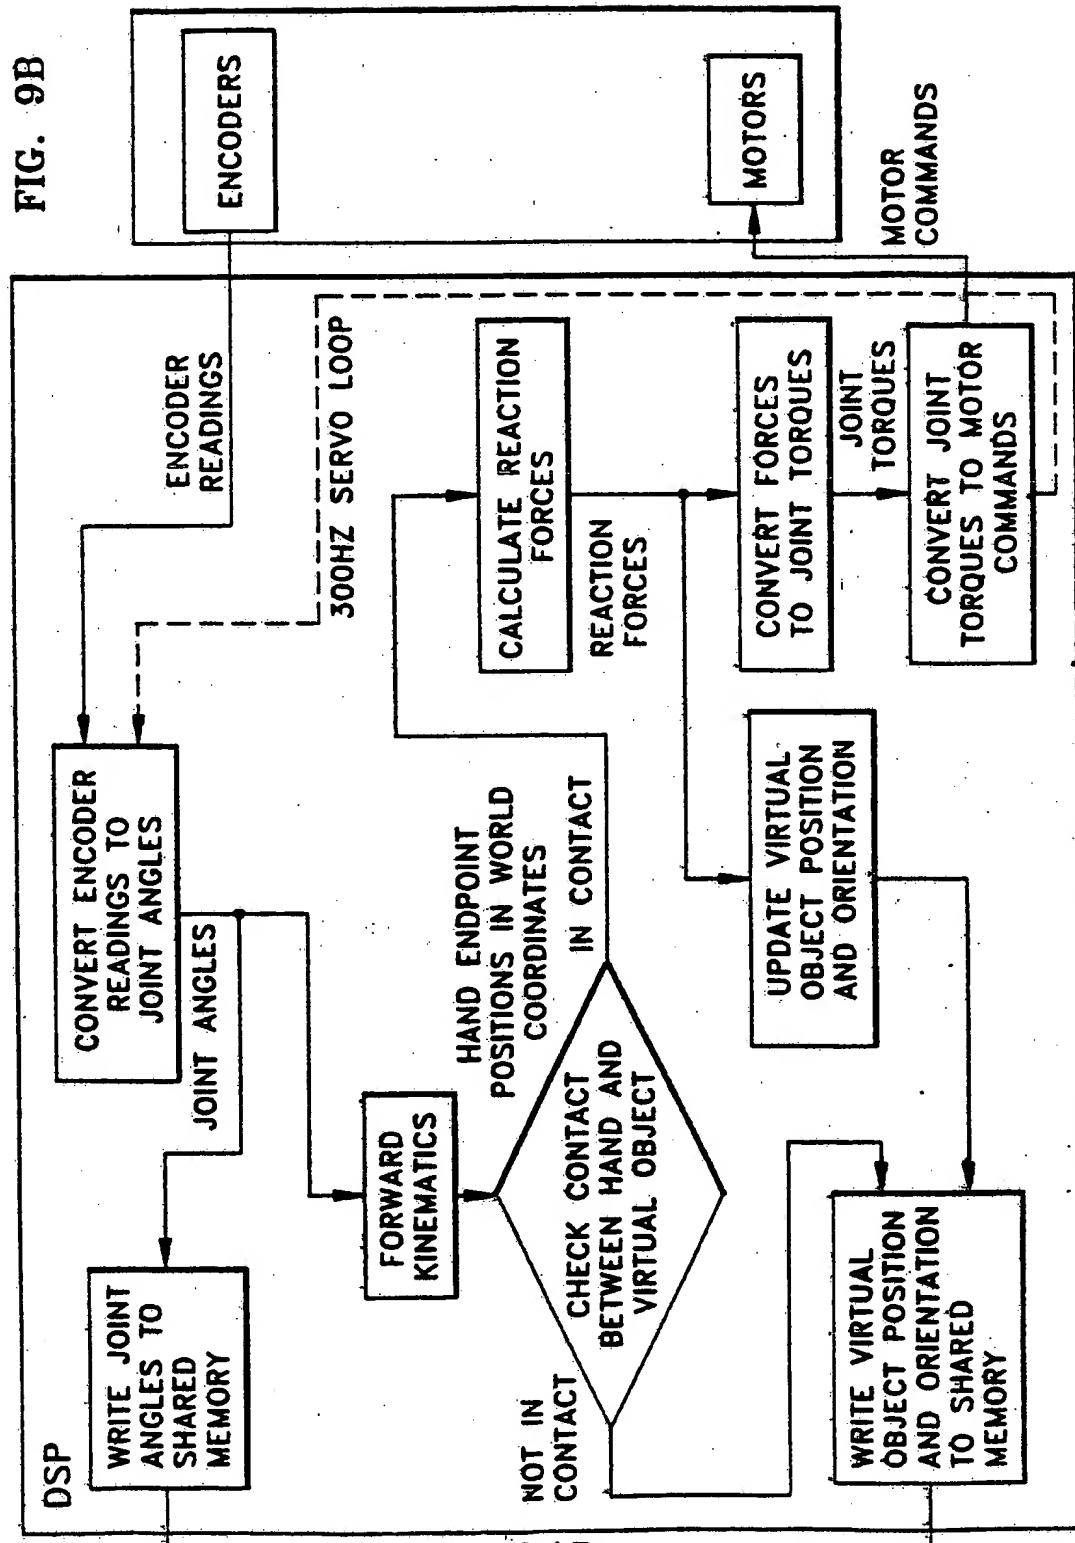 FIG. 9B
DSP
WRITE JOINT
ANGLES TO
SHARED
MEMORY
CONVERT ENCODER
READINGS TO
JOINT ANGLES
JOINT ANGLES
ENCODER
READINGS
ENCODERS
300HZ SERVO LOOP
FORWARD
KINEMATICS
HAND ENDPOINT
POSITIONS IN WORLD
COORDINATES
CHECK CONTACT
BETWEEN HAND AND
VIRTUAL OBJECT
NOT IN
CONTACT
IN CONTACT
CALCULATE REACTION
FORCES
REACTION
FORCES
CONVERT FORCES
TO JOINT TORQUES
JOINT
TORQUES
CONVERT JOINT
TORQUES TO MOTOR
COMMANDS
MOTOR
COMMANDS
MOTORS
UPDATE VIRTUAL
OBJECT POSITION
AND ORIENTATION
WRITE VIRTUAL
OBJECT POSITION
AND ORIENTATION
TO SHARED
MEMORY